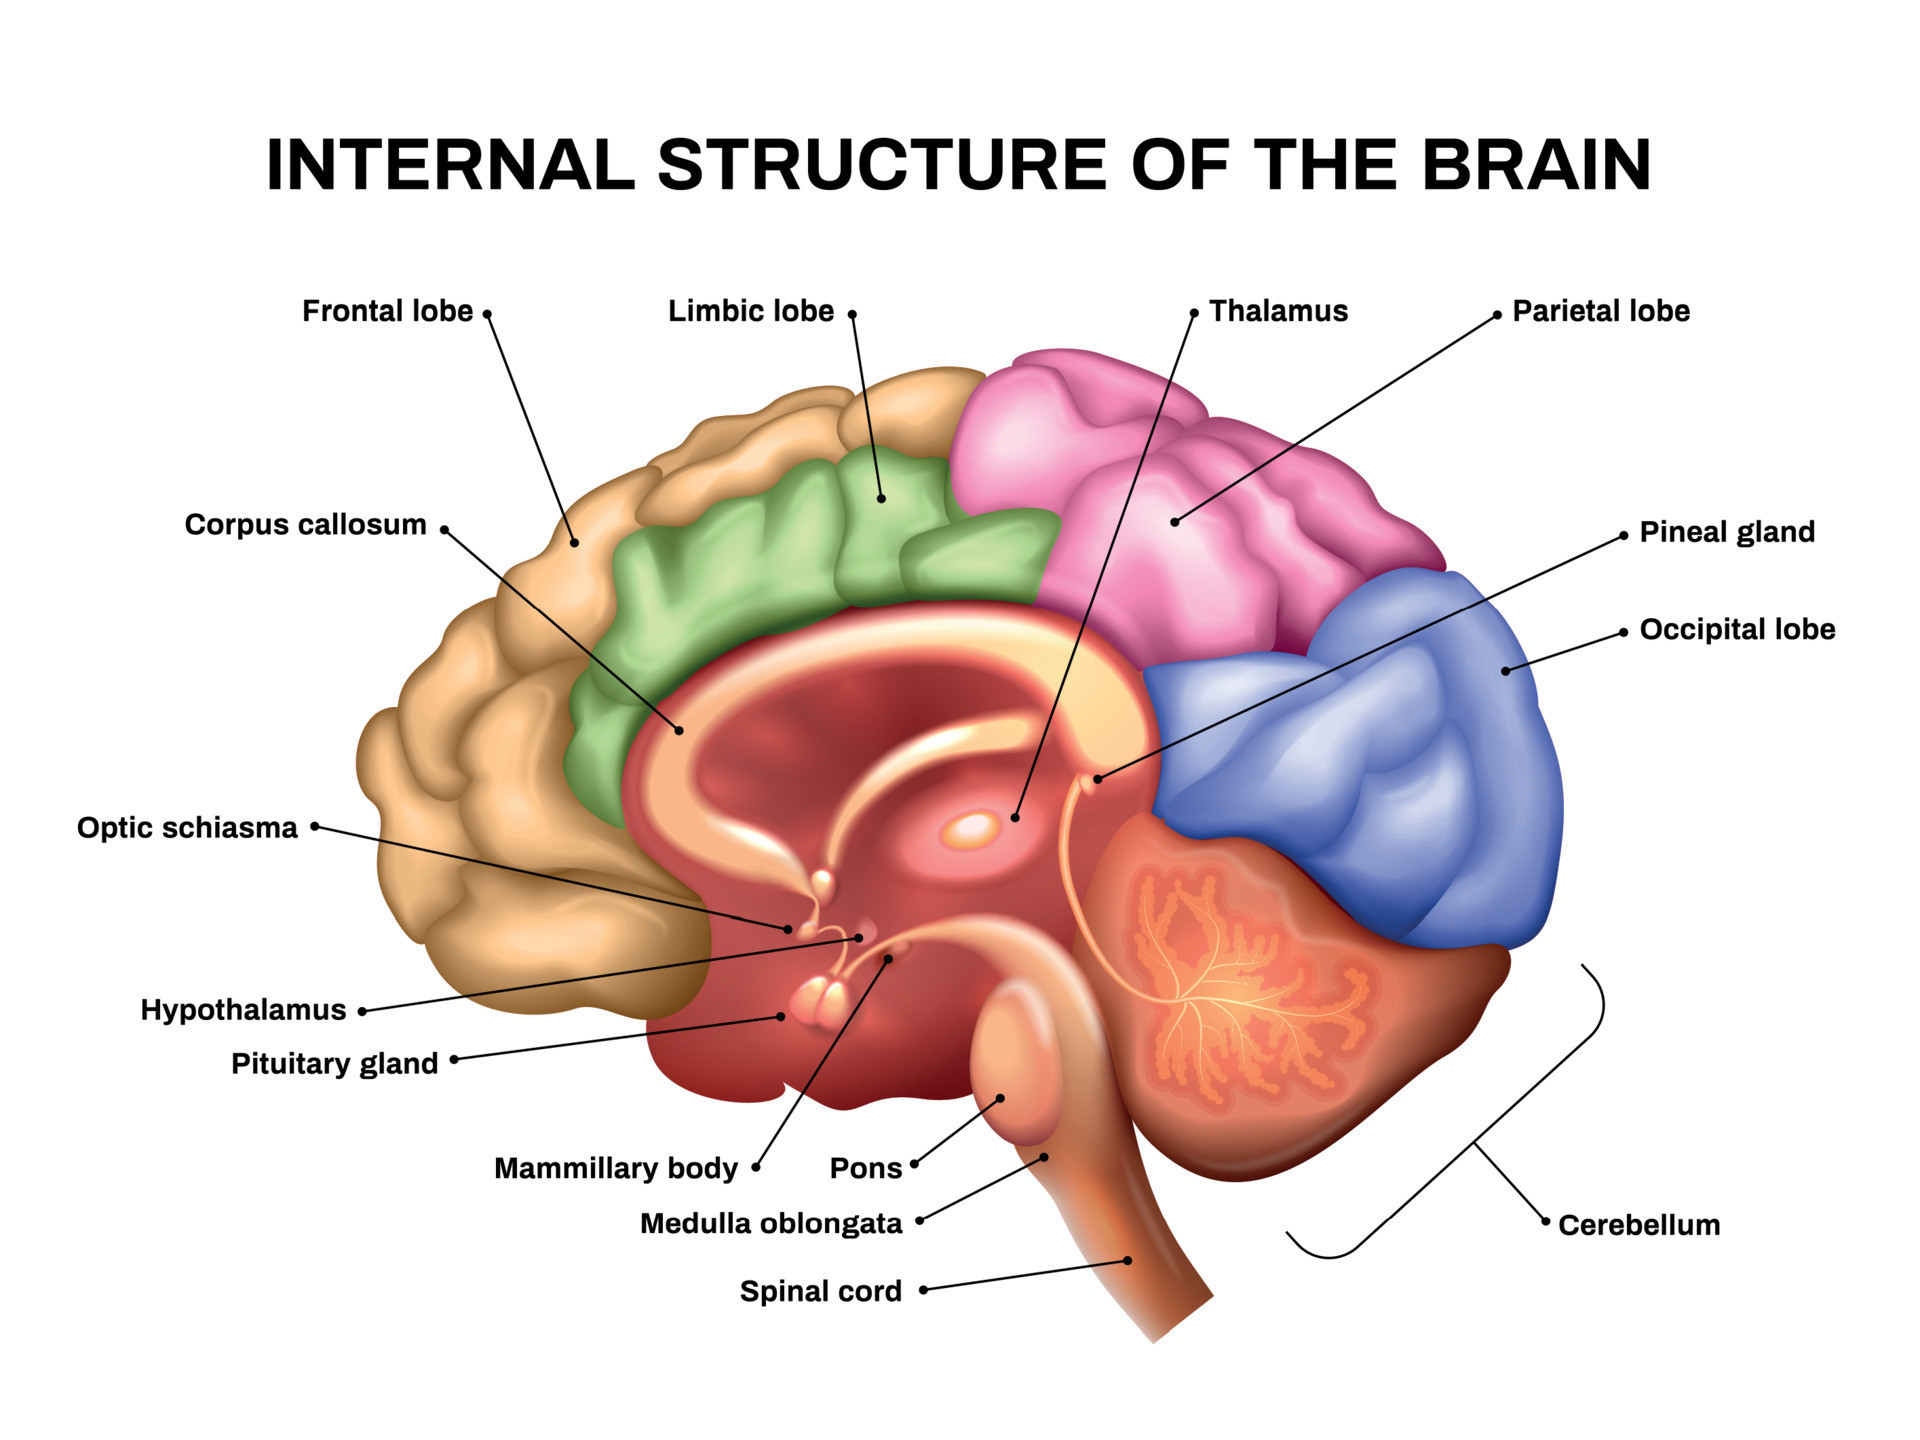 INTERNAL STRUCTURE OF THE BRAIN
Frontal lobe
Limbic lobe
Thalamus
Parietal lobe
Corpus callosum
Pineal gland
Occipital lobe
Optic schiasma
Hypothalamus
Pituitary gland
Mammillary body
Pons
Medulla oblongata
Cerebellum
Spinal cord